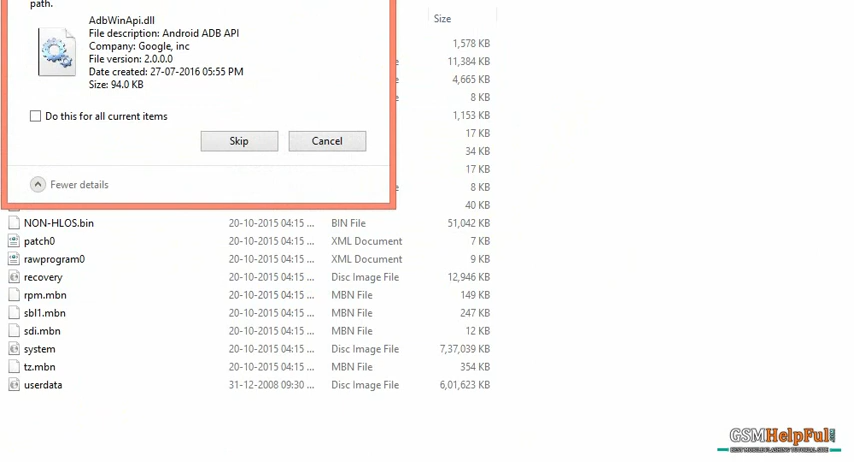 path.
AdbWinApi.dll
File description: Android ADB API
Company: Google, inc
File version: 2.0.0.0
Date created: 27-07-2016 05:55 PM
Size: 94.0 KB
Do this for all current items
Skip Cancel
Fewer details
Size
1,578 KB
11,384 KB
4,665 KB
8 KB
1,153 KB
17 KB
34 KB
17 KB
8 KB
40 KB
NON-HLOS.bin 20-10-2015 04:15 ... BIN File 51,042 KB
patch0 20-10-2015 04:15 ... XML Document 7 KB
rawprogram0 20-10-2015 04:15 ... XML Document 9 KB
recovery 20-10-2015 04:15 ... Disc Image File 12,946 KB
rpm.mbn 20-10-2015 04:15 ... MBN File 149 KB
sbl1.mbn 20-10-2015 04:15 ... MBN File 247 KB
sdi.mbn 20-10-2015 04:15 ... MBN File 12 KB
system 20-10-2015 04:15 ... Disc Image File 7,37,039 KB
tz.mbn 20-10-2015 04:15 ... MBN File 354 KB
userdata 31-12-2008 09:30 ... Disc Image File 6,01,623 KB
GSMHelpFul